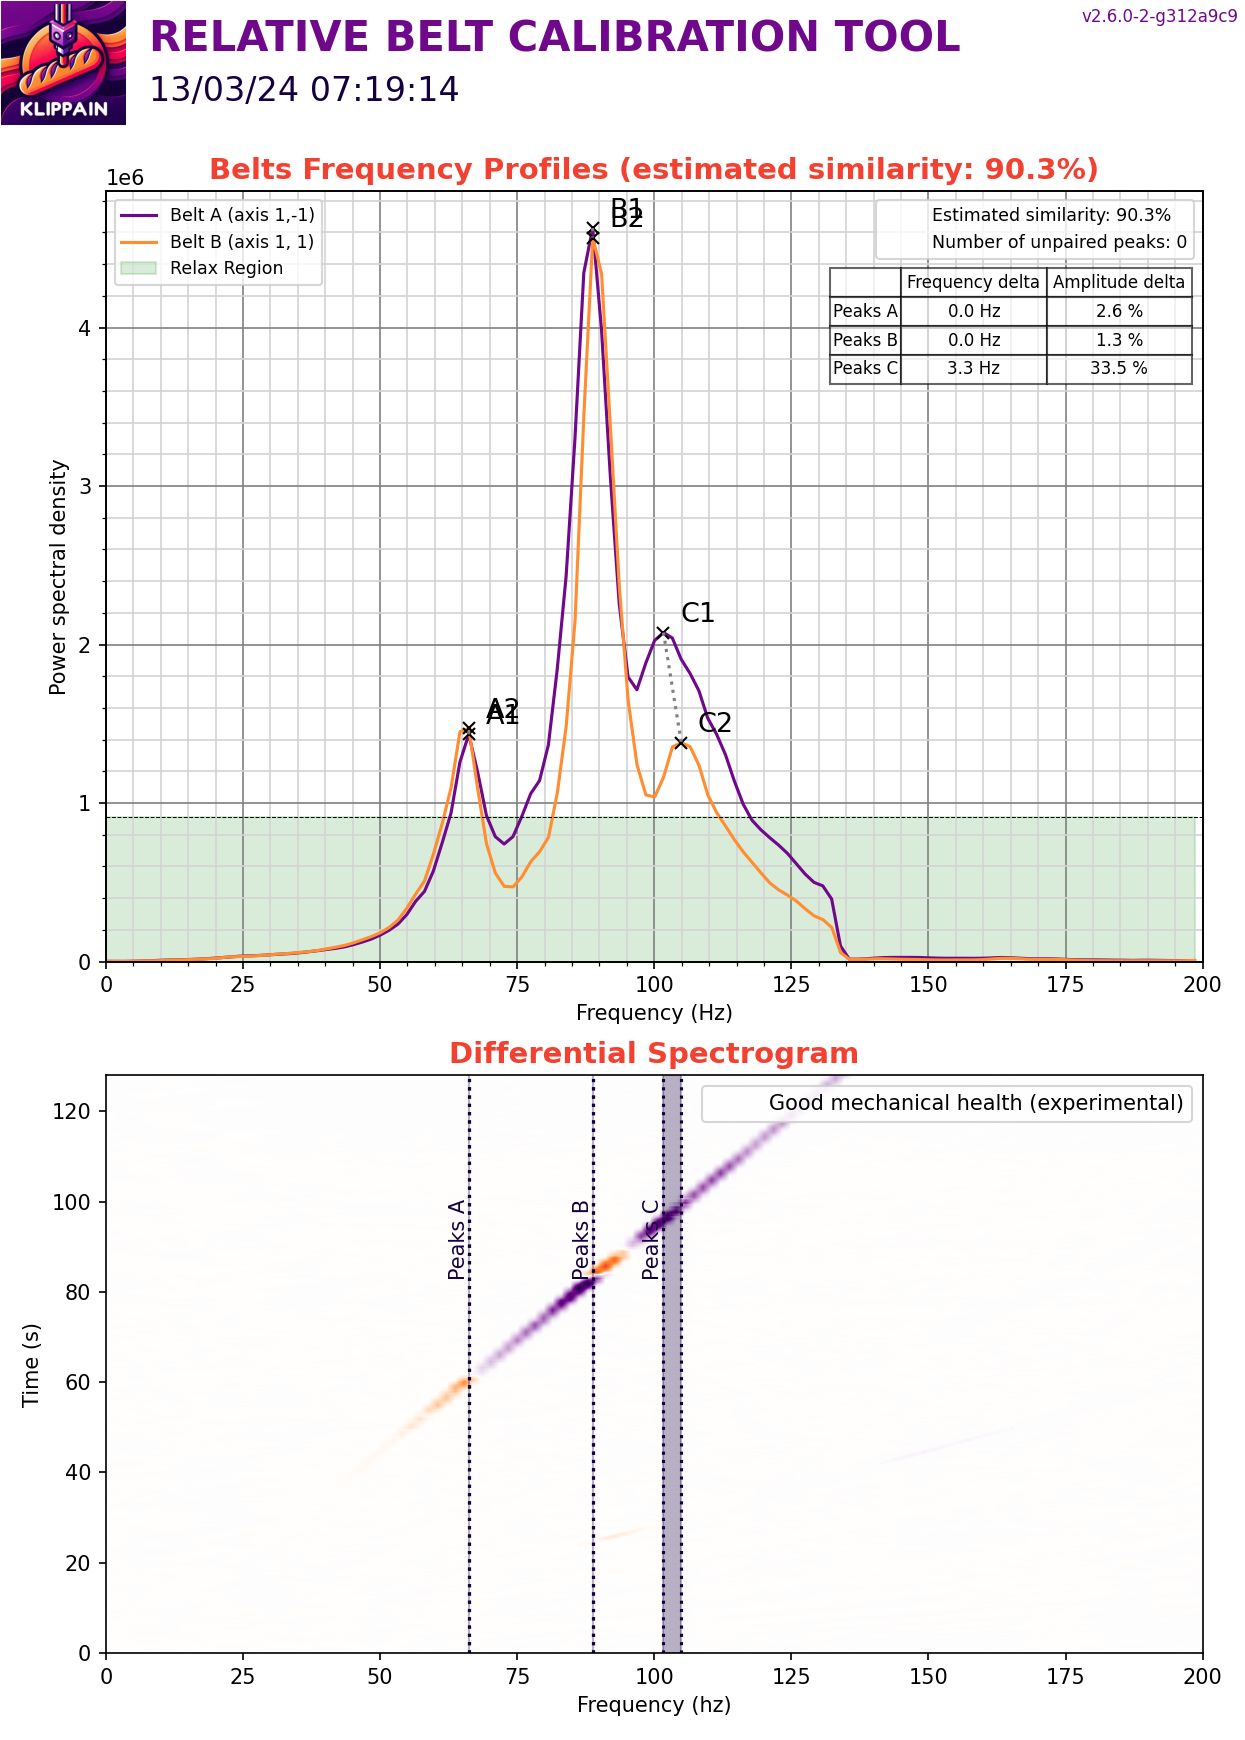 RELATIVE BELT CALIBRATION TOOL
v2.6.0-2-g312a9c9
13/03/24 07:19:14
KLIPPAIN
Belts Frequency Profiles (estimated similarity: 90.3%)
1e6
Belt A (axis 1,-1)
Belt B (axis 1, 1)
Relax Region
Estimated similarity: 90.3%
Number of unpaired peaks: 0
Frequency delta Amplitude delta
Peaks A 0.0 Hz 2.6 %
Peaks B 0.0 Hz 1.3 %
Peaks C 3.3 Hz 33.5 %
B1
B2
C1
C2
A2
A1
Power spectral density
4
3
2
1
0
0 25 50 75 100 125 150 175 200
Frequency (Hz)
Differential Spectrogram
Good mechanical health (experimental)
Peaks A
Peaks B
Peaks C
Time (s)
120
100
80
60
40
20
0
0 25 50 75 100 125 150 175 200
Frequency (hz)